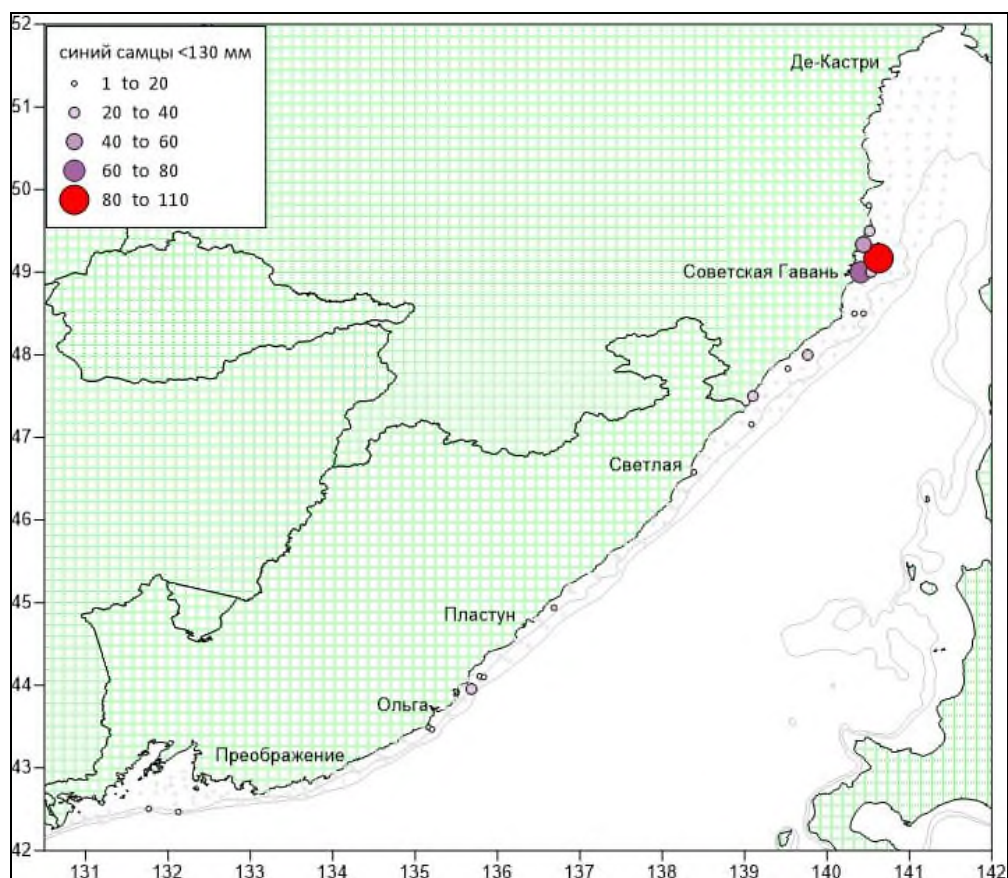 52
синий самцы <130 мм
1 to 20
20 to 40
40 to 60
60 to 80
80 to 110
Де-Кастри
51
50
49
Советская Гавань
48
47
Светлая
46
45
Пластун
44
Ольга
43
Преображение
42
131 132 133 134 135 136 137 138 139 140 141 142